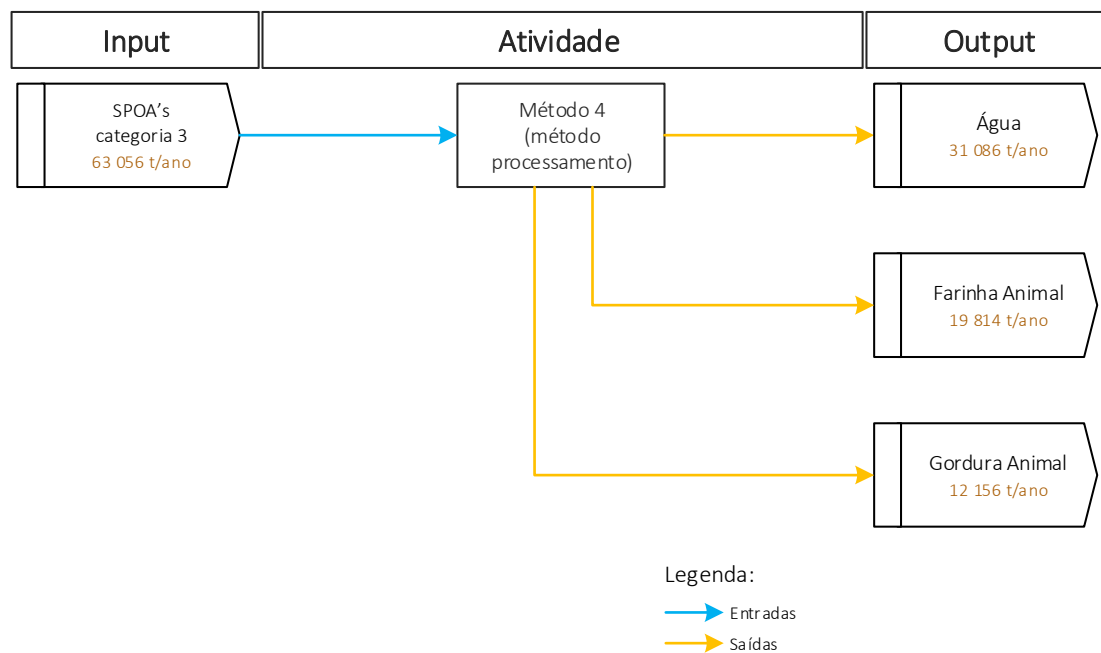 Input
Atividade
Output
SPOA's
categoria 3
63 056 t/ano
Método 4
(método
processamento)
Água
31 086 t/ano
Farinha Animal
19 814 t/ano
Gordura Animal
12 156 t/ano
Legenda:
Entradas
Saídas